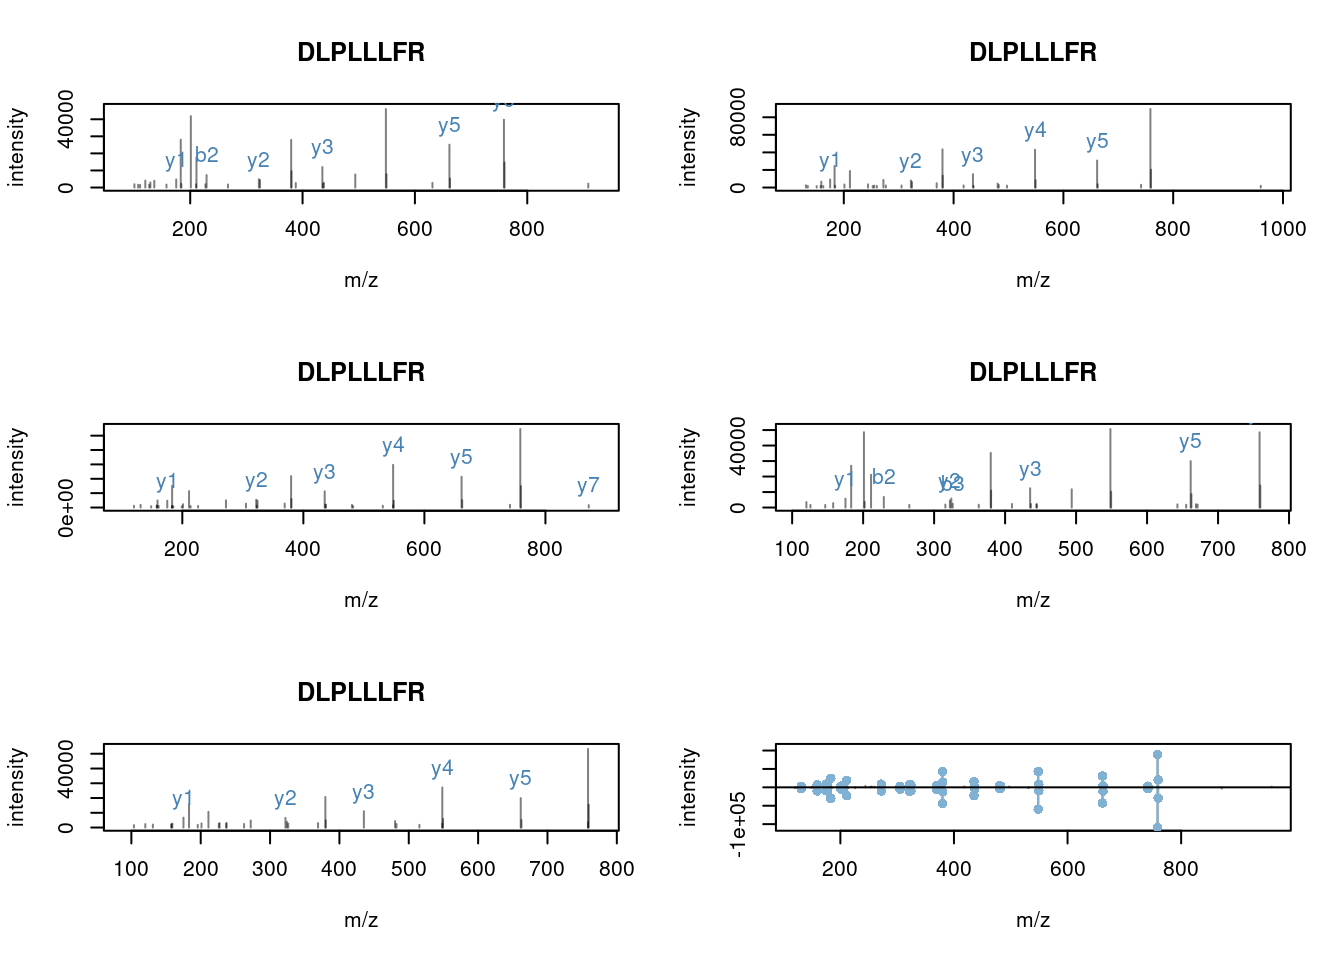 DLPLLLFR
intensity
0
40000
y1
b2
y2
y3
y5
200
400
600
800
m/z
DLPLLLFR
intensity
0
80000
y1
y2
y3
y4
y5
200
400
600
800
1000
m/z
DLPLLLFR
intensity
0e+00
y1
y2
y3
y4
y5
y7
200
400
600
800
m/z
DLPLLLFR
intensity
0
40000
y1
b2
y2
b3
y3
y5
100
200
300
400
500
600
700
800
m/z
DLPLLLFR
intensity
0
40000
y1
y2
y3
y4
y5
100
200
300
400
500
600
700
800
m/z
intensity
-1e+05
200
400
600
800
m/z